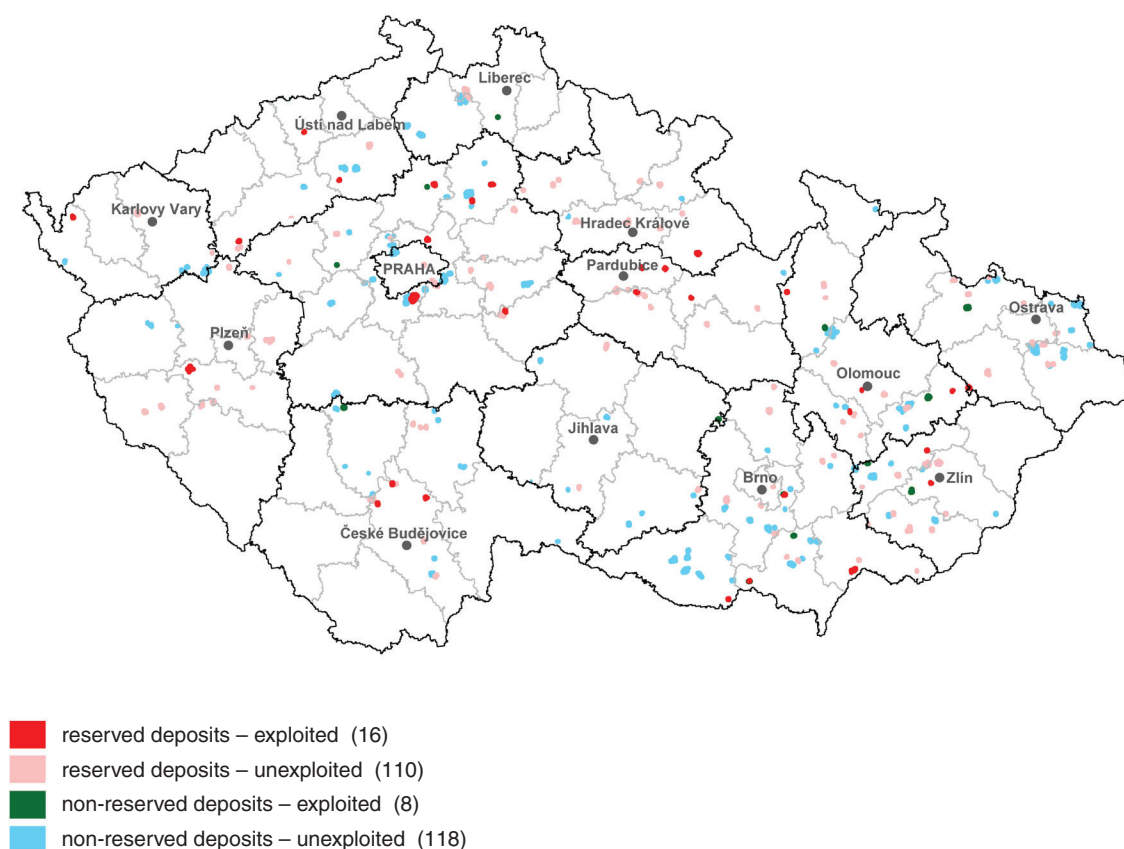 Liberec
Ústí nad Labem
Karlovy Vary
Hradec Králové
PRAHA
Pardubice
Ostrava
Plzeň
Olomouc
Jihlava
Brno
Zlín
České Budějovice
reserved deposits – exploited (16)
reserved deposits – unexploited (110)
non-reserved deposits – exploited (8)
non-reserved deposits – unexploited (118)